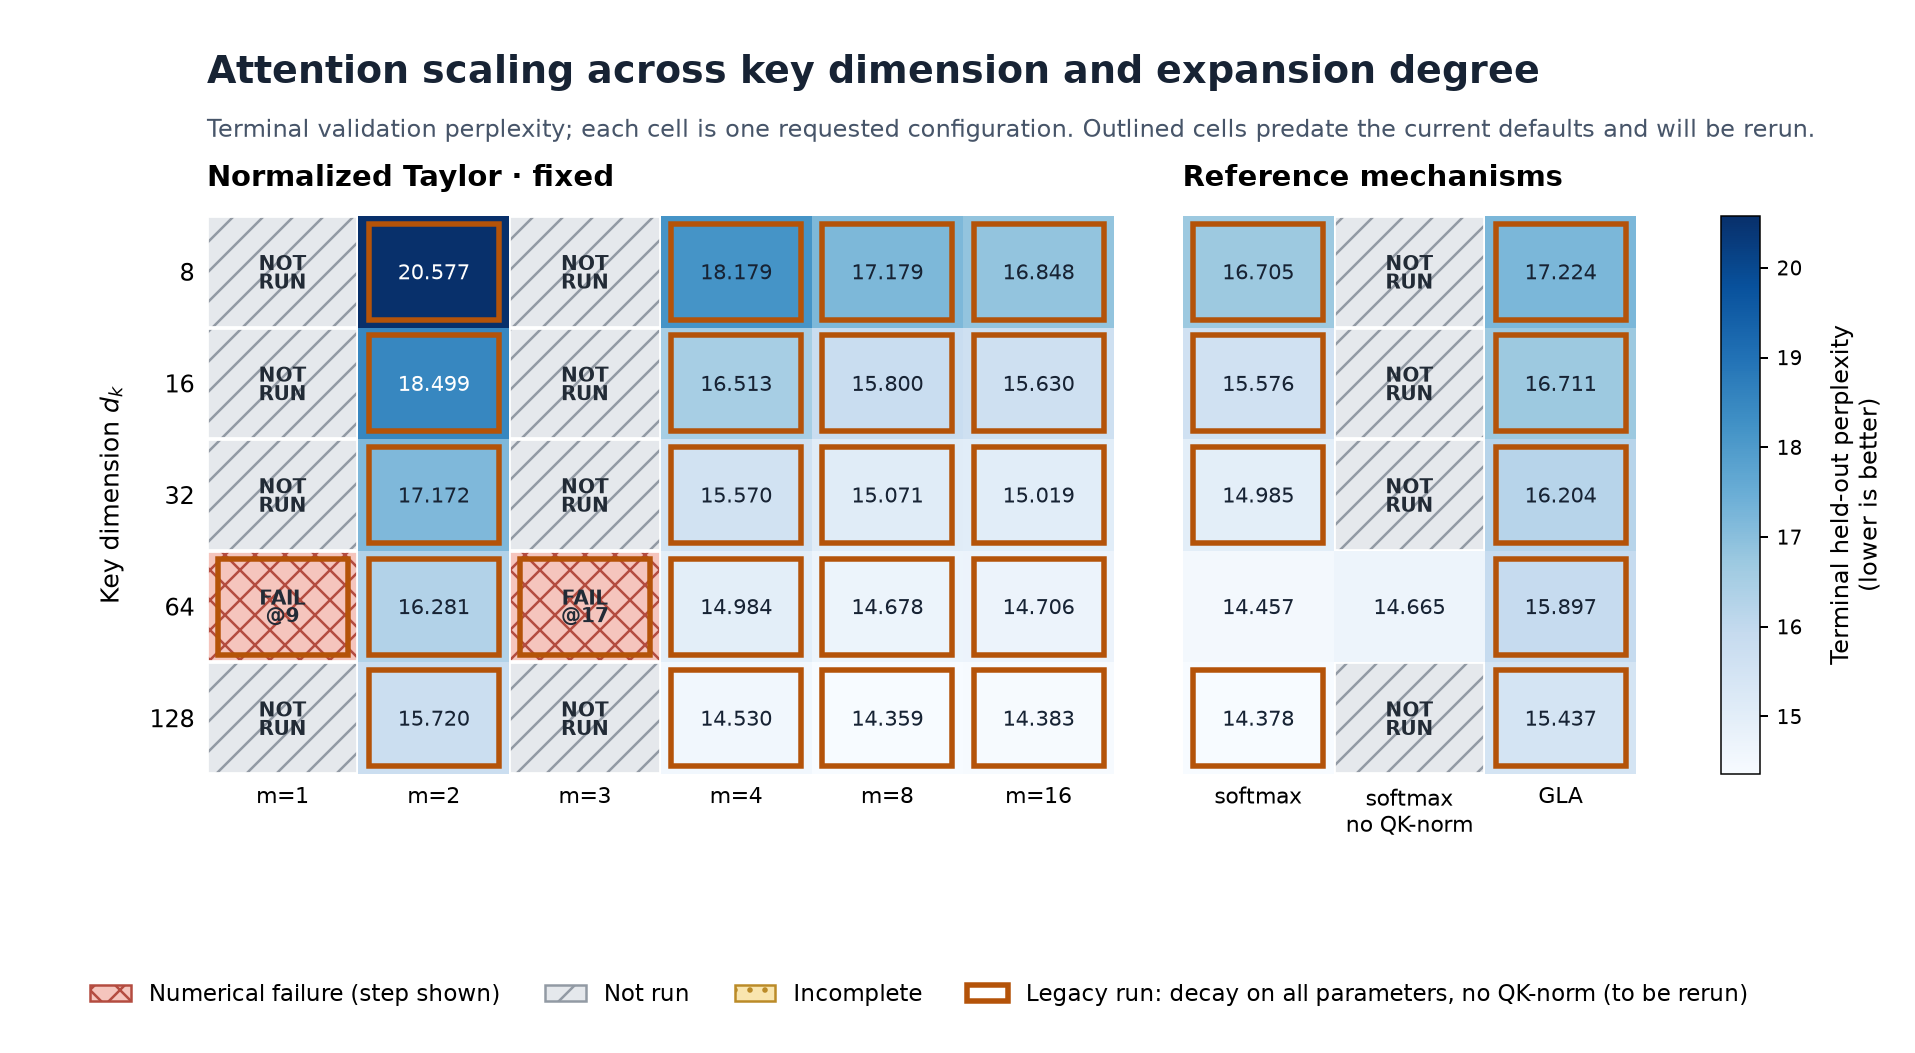 Attention scaling across key dimension and expansion degree
Terminal validation perplexity; each cell is one requested configuration. Outlined cells predate the current defaults and will be rerun.
Normalized Taylor · fixed
Reference mechanisms
Key dimension dk
8
NOT
RUN
20.577
NOT
RUN
18.179
17.179
16.848
16.705
NOT
RUN
17.224
16
NOT
RUN
18.499
NOT
RUN
16.513
15.800
15.630
15.576
NOT
RUN
16.711
32
NOT
RUN
17.172
NOT
RUN
15.570
15.071
15.019
14.985
NOT
RUN
16.204
64
FAIL
@9
16.281
FAIL
@17
14.984
14.678
14.706
14.457
14.665
15.897
128
NOT
RUN
15.720
NOT
RUN
14.530
14.359
14.383
14.378
NOT
RUN
15.437
m=1
m=2
m=3
m=4
m=8
m=16
softmax
softmax
no QK-norm
GLA
20
19
18
17
16
15
Terminal held-out perplexity
(lower is better)
Numerical failure (step shown)
Not run
Incomplete
Legacy run: decay on all parameters, no QK-norm (to be rerun)